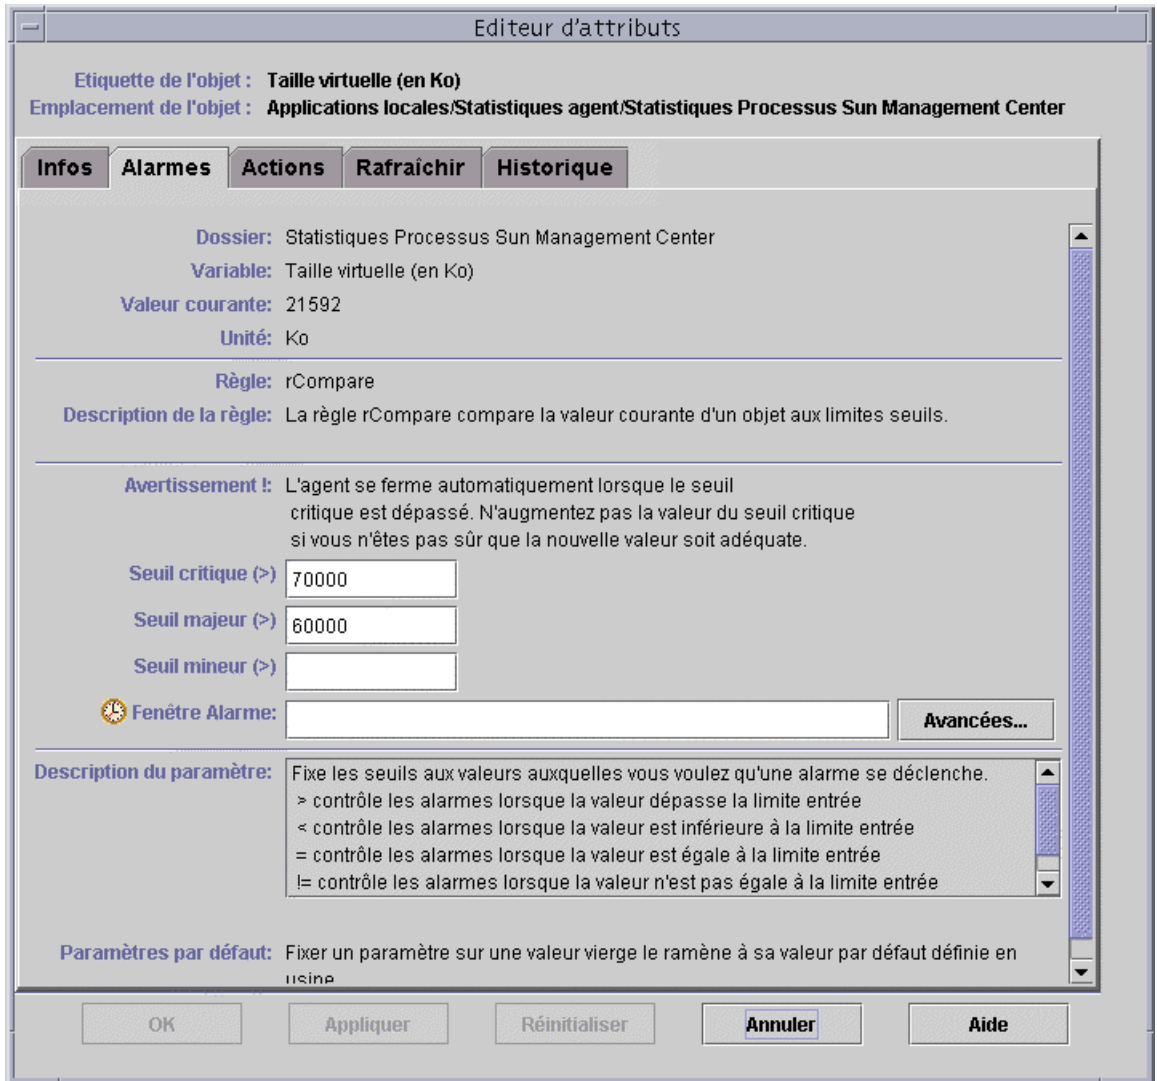 Editeur d'attributs
Etiquette de l'objet : Taille virtuelle (en Ko)
Emplacement de l'objet : Applications locales/Statistiques agent/Statistiques Processus Sun Management Center
Infos Alarmes Actions Rafraîchir Historique
Dossier: Statistiques Processus Sun Management Center
Variable: Taille virtuelle (en Ko)
Valeur courante: 21592
Unité: Ko
Règle: rCompare
Description de la règle: La règle rCompare compare la valeur courante d'un objet aux limites seuils.
Avertissement !: L'agent se ferme automatiquement lorsque le seuil
critique est dépassé. N'augmentez pas la valeur du seuil critique
si vous n'êtes pas sûr que la nouvelle valeur soit adéquate.
Seuil critique (>) 70000
Seuil majeur (>) 60000
Seuil mineur (>)
Fenêtre Alarme: Avancées...
Description du paramètre: Fixe les seuils aux valeurs auxquelles vous voulez qu'une alarme se déclenche.
> contrôle les alarmes lorsque la valeur dépasse la limite entrée
< contrôle les alarmes lorsque la valeur est inférieure à la limite entrée
= contrôle les alarmes lorsque la valeur est égale à la limite entrée
!= contrôle les alarmes lorsque la valeur n'est pas égale à la limite entrée
Paramètres par défaut: Fixer un paramètre sur une valeur vierge le ramène à sa valeur par défaut définie en
usine
OK Appliquer Réinitialiser Annuler Aide